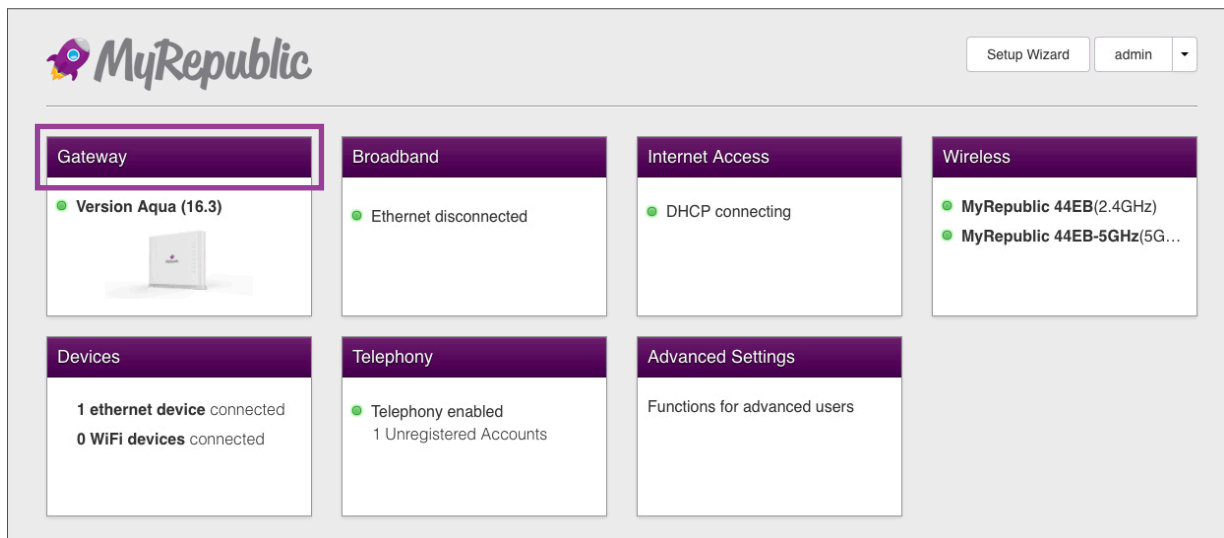 MyRepublic
Setup Wizard
admin
Gateway
Version Aqua (16.3)
Broadband
Ethernet disconnected
Internet Access
DHCP connecting
Wireless
MyRepublic 44EB(2.4GHz)
MyRepublic 44EB-5GHz(5G...
Devices
1 ethernet device connected
0 WiFi devices connected
Telephony
Telephony enabled
1 Unregistered Accounts
Advanced Settings
Functions for advanced users